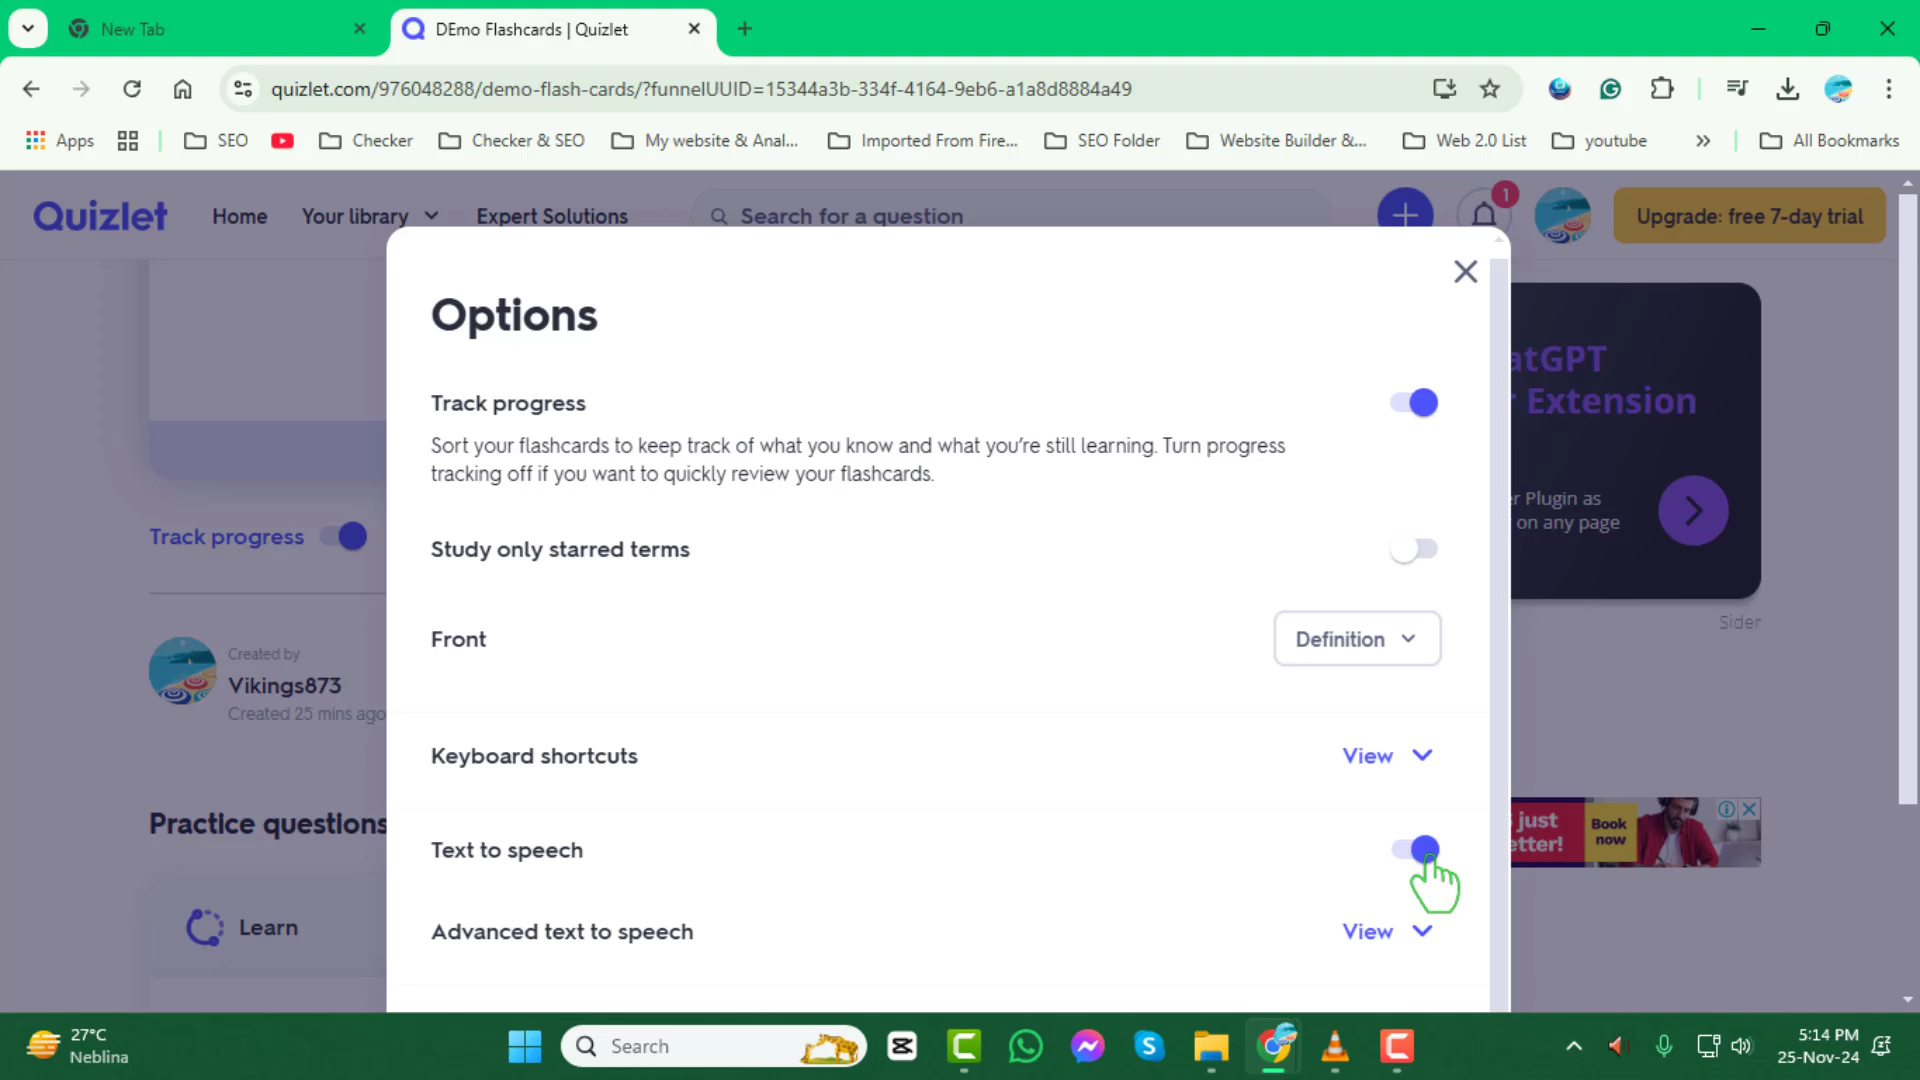 New Tab
DEmo Flashcards | Quizlet
quizlet.com/976048288/demo-flash-cards/?funnelUUID=15344a3b-334f-4164-9eb6-a1a8d8884a49
Apps
SEO
Checker
Checker & SEO
My website & Anal...
Imported From Fire...
SEO Folder
Website Builder &...
Web 2.0 List
youtube
All Bookmarks
Quizlet
Home
Your library
Expert Solutions
Search for a question
1
Upgrade: free 7-day trial
Options
Track progress
Sort your flashcards to keep track of what you know and what you're still learning. Turn progress
tracking off if you want to quickly review your flashcards.
Study only starred terms
Front
Definition
Keyboard shortcuts
View
Text to speech
Advanced text to speech
View
Track progress
Created by
Vikings873
Created 25 mins ago
Practice questions
Learn
atGPT
r Extension
r Plugin as
on any page
Sider
just
etter!
Book
now
27°C
Neblina
Search
5:14 PM
25-Nov-24